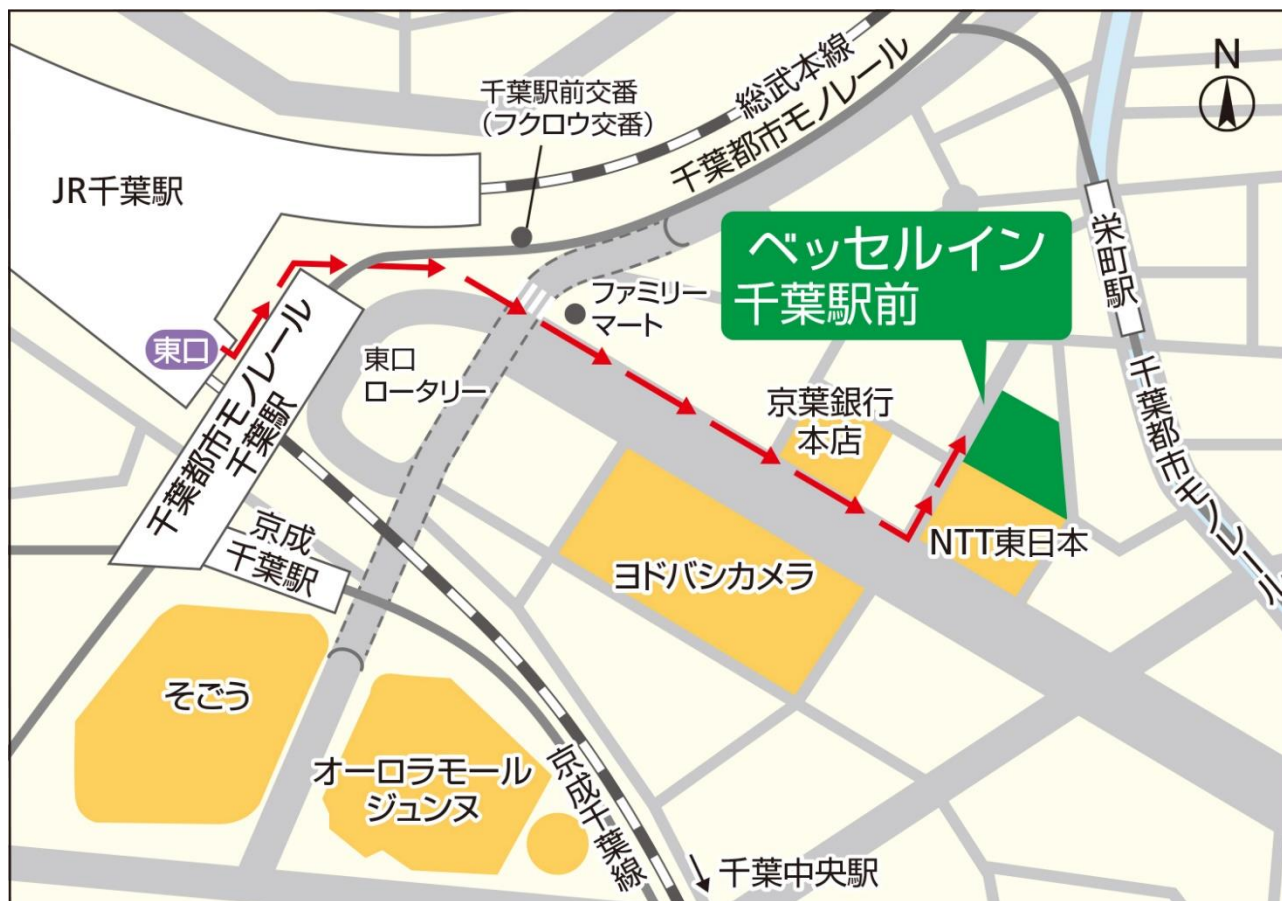 総武本線
千葉都市モノレール
N
千葉駅前交番
（フクロウ交番）
JR千葉駅
栄町駅
ベッセルイン
千葉駅前
ファミリー
マート
東口
東口
ロータリー
千葉都市モノレール
千葉駅
京葉銀行
本店
千葉都市モノレール
京成
千葉駅
NTT東日本
ヨドバシカメラ
そごう
オーロラモール
ジュンヌ
京成千葉線
千葉中央駅